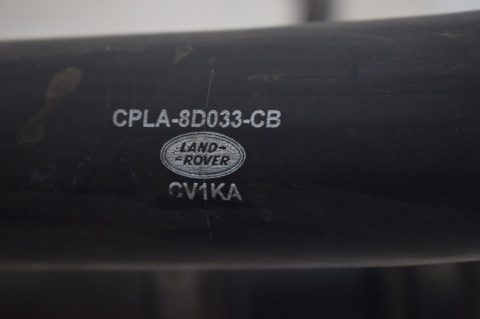 CPLA-8D033-CB
LAND-
-ROVER
CV1KA